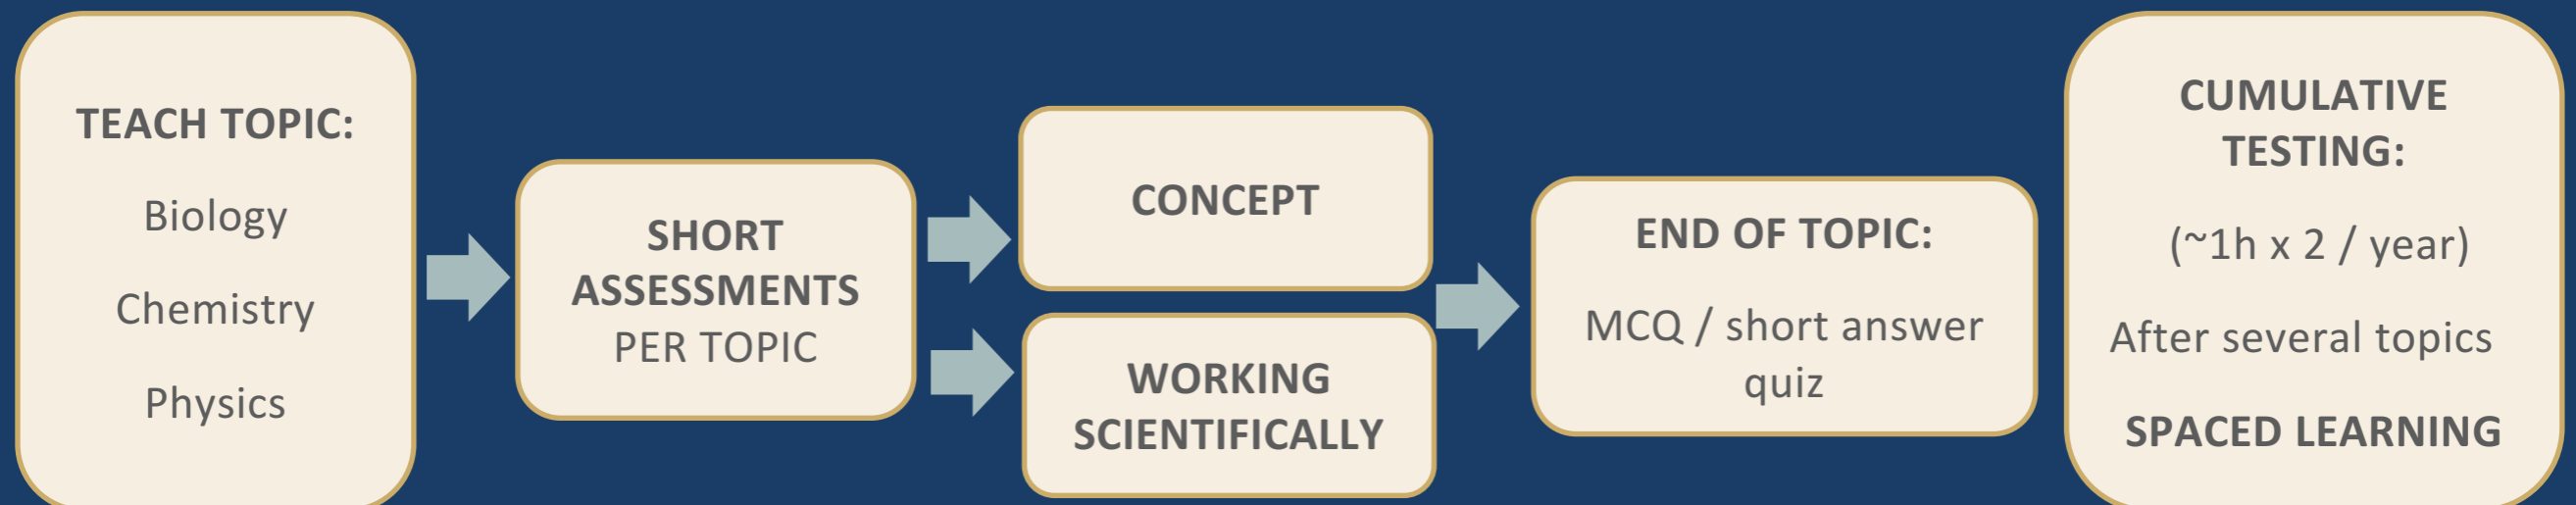 TEACH TOPIC:
Biology
Chemistry
Physics
SHORT
ASSESSMENTS
PER TOPIC
CONCEPT
WORKING
SCIENTIFICALLY
END OF TOPIC:
MCQ / short answer
quiz
CUMULATIVE
TESTING:
(~1h x 2 / year)
After several topics
SPACED LEARNING